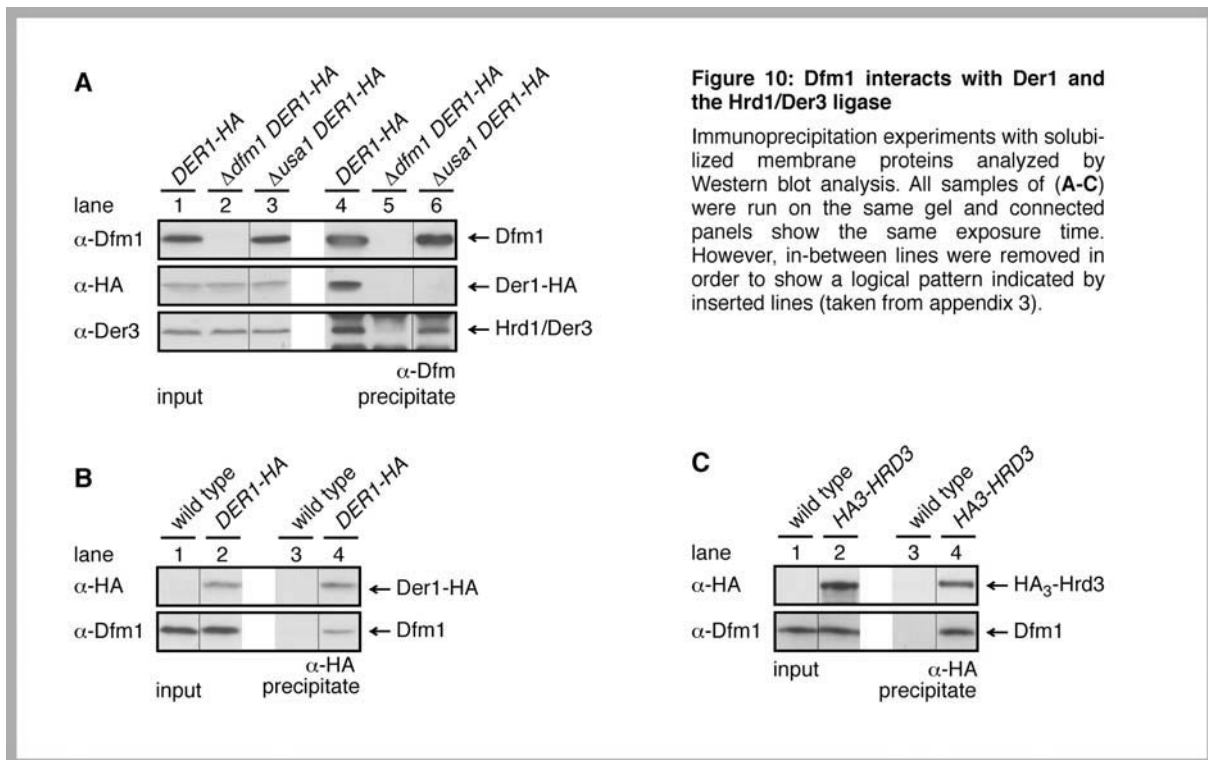 A
DER1-HA
Δdfm1 DER1-HA
Δusa1 DER1-HA
DER1-HA
Δdfm1 DER1-HA
Δusa1 DER1-HA
lane 1 2 3 4 5 6
α-Dfm1 ← Dfm1
α-HA ← Der1-HA
α-Der3 ← Hrd1/Der3
α-Dfm
input precipitate
Figure 10: Dfm1 interacts with Der1 and
the Hrd1/Der3 ligase
Immunoprecipitation experiments with solubi-
lized membrane proteins analyzed by
Western blot analysis. All samples of (A-C)
were run on the same gel and connected
panels show the same exposure time.
However, in-between lines were removed in
order to show a logical pattern indicated by
inserted lines (taken from appendix 3).
B
wild type
DER1-HA
wild type
DER1-HA
lane 1 2 3 4
α-HA ← Der1-HA
α-Dfm1 ← Dfm1
α-HA
input precipitate
C
wild type
HA3-HRD3
wild type
HA3-HRD3
lane 1 2 3 4
α-HA ← HA3-Hrd3
α-Dfm1 ← Dfm1
input α-HA
precipitate